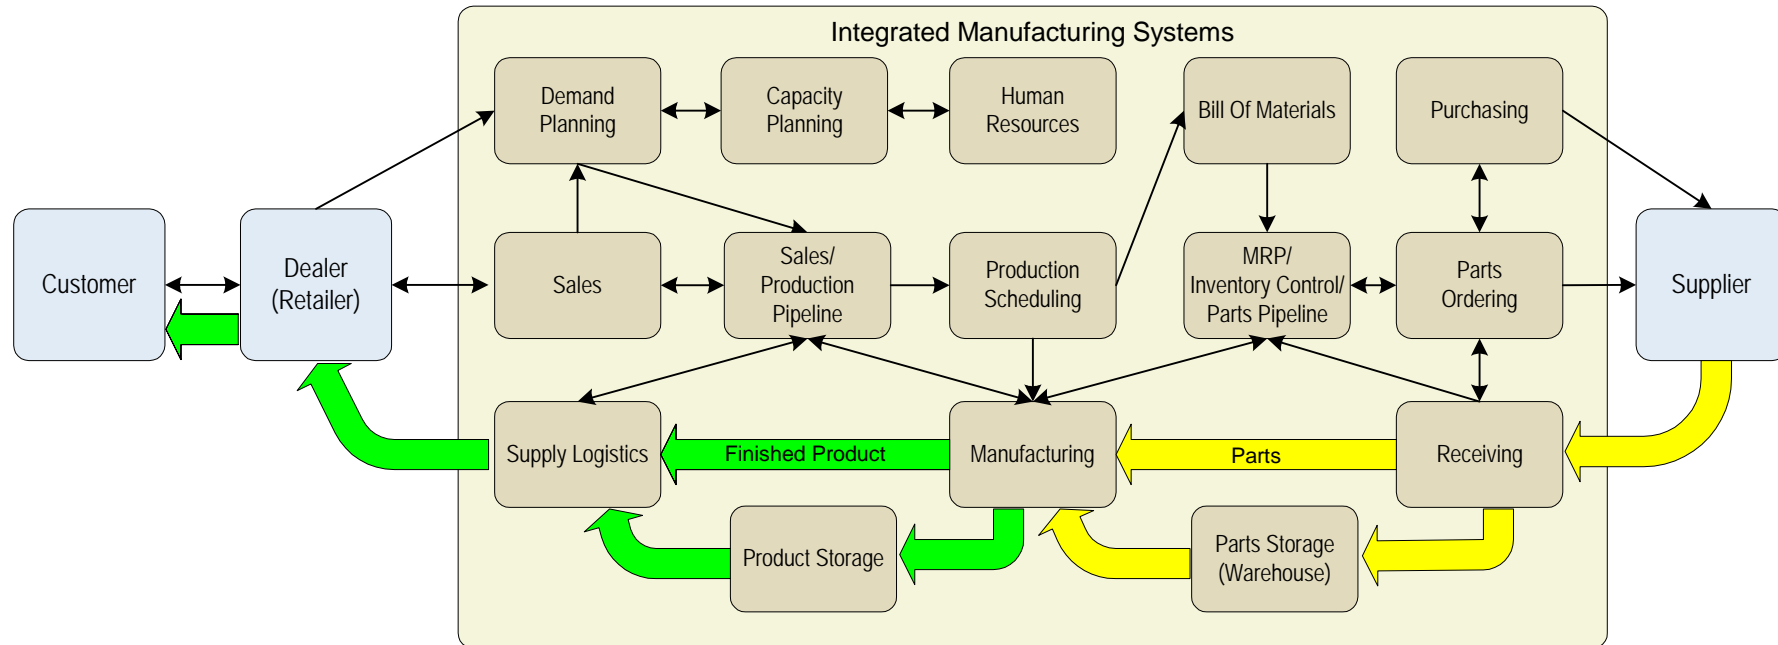 Integrated Manufacturing Systems
Demand
Planning
Capacity
Planning
Human
Resources
Bill Of Materials
Purchasing
Customer
Dealer
(Retailer)
Sales
Sales/
Production
Pipeline
Production
Scheduling
MRP/
Inventory Control/
Parts Pipeline
Parts
Ordering
Supplier
Supply Logistics
Finished Product
Manufacturing
Parts
Receiving
Product Storage
Parts Storage
(Warehouse)